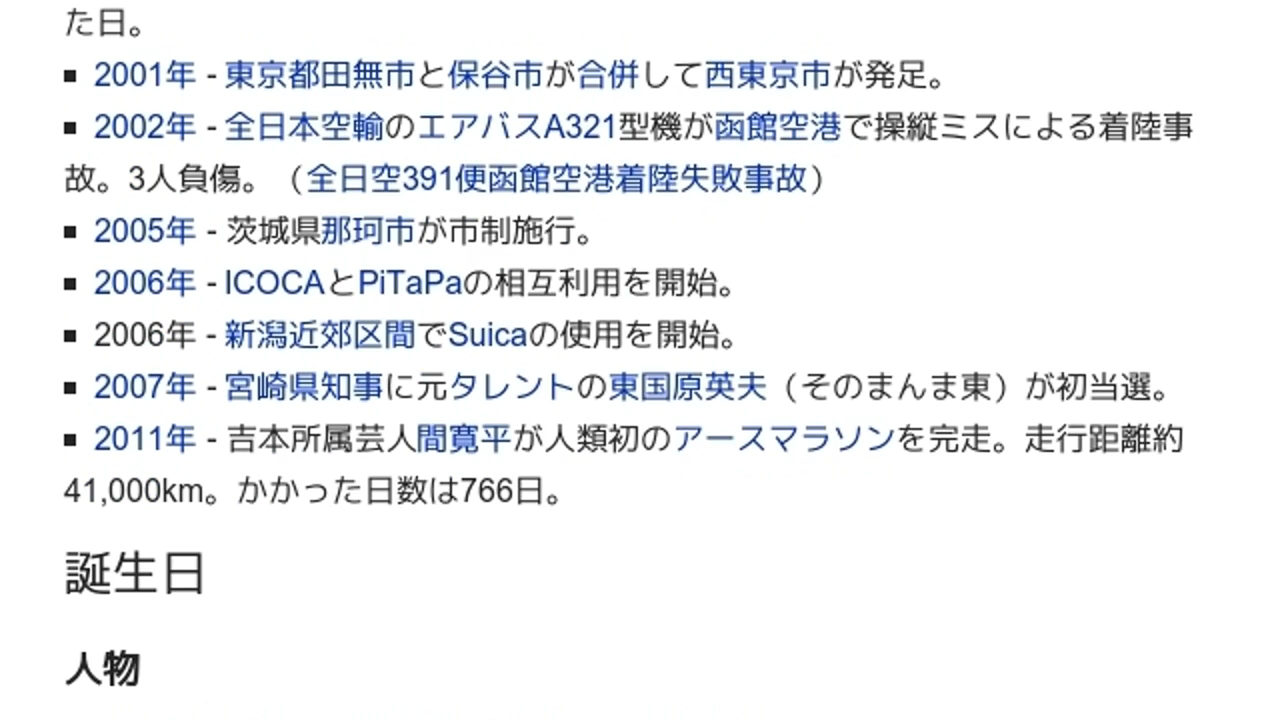 た日。
■ 2001年 - 東京都田無市と保谷市が合併して西東京市が発足。
■ 2002年 - 全日本空輸のエアバスA321型機が函館空港で操縦ミスによる着陸事
故。3人負傷。（全日空391便函館空港着陸失敗事故）
■ 2005年 - 茨城県那珂市が市制施行。
■ 2006年 - ICOCAとPiTaPaの相互利用を開始。
■ 2006年 - 新潟近郊区間でSuicaの使用を開始。
■ 2007年 - 宮崎県知事に元タレントの東国原英夫（そのまんま東）が初当選。
■ 2011年 - 吉本所属芸人間寛平が人類初のアースマラソンを完走。走行距離約
41,000km。かかった日数は766日。
誕生日
人物